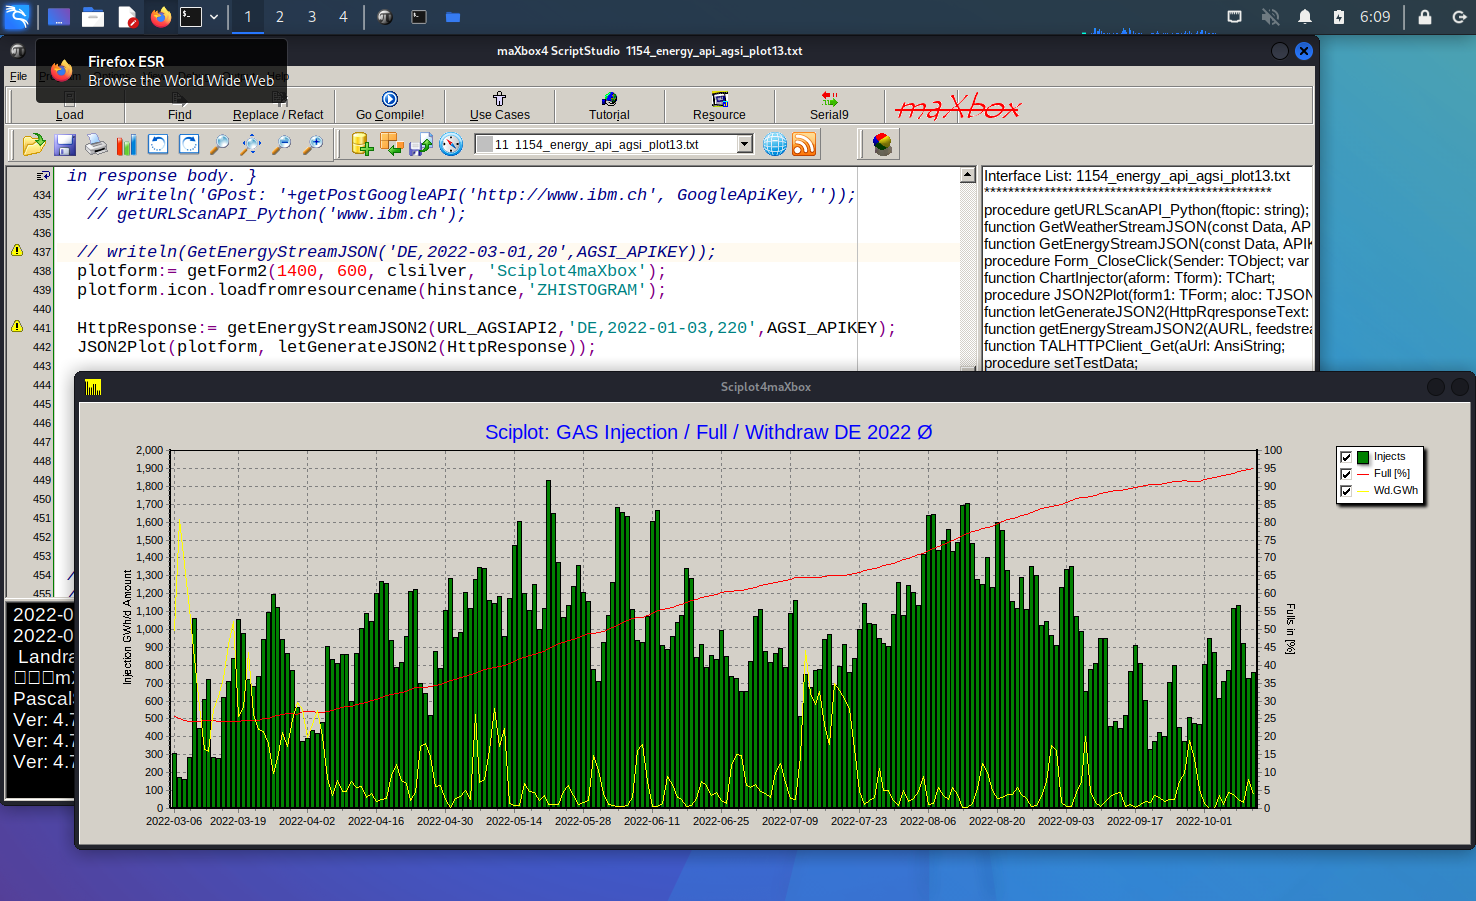 1 2 3 4
6:09
maXbox4 ScriptStudio 1154_energy_api_agsi_plot13.txt
Firefox ESR
Browse the World Wide Web
File
Load
Find
Replace / Refact
Go Compile!
Use Cases
Tutorial
Resource
Serial9
maXbox
11 1154_energy_api_agsi_plot13.txt
in response body. }
434 // writeln('GPost: '+getPostGoogleAPI('http://www.ibm.ch', GoogleApiKey,''));
435 // getURLScanAPI_Python('www.ibm.ch');
436
437 // writeln(GetEnergyStreamJSON('DE,2022-03-01,20',AGSI_APIKEY));
438 plotform:= getForm2(1400, 600, clsilver, 'Sciplot4maXbox');
439 plotform.icon.loadfromresourcename(hinstance,'ZHISTOGRAM');
440
441 HttpResponse:= getEnergyStreamJSON2(URL_AGSIAPI2,'DE,2022-01-03,220',AGSI_APIKEY);
442 JSON2Plot(plotform, letGenerateJSON2(HttpResponse));
443
444
445
446
447
448
449
450
451
452
453
454 /
455
Interface List: 1154_energy_api_agsi_plot13.txt
************************************************
procedure getURLScanAPI_Python(ftopic: string);
function GetWeatherStreamJSON(const Data, AP
function GetEnergyStreamJSON(const Data, APIK
procedure Form_CloseClick(Sender: TObject; var
function ChartInjector(aform: Tform): TChart;
procedure JSON2Plot(form1: TForm; aloc: TJSON
function letGenerateJSON2(HttpRqresponseText:
function getEnergyStreamJSON2(AURL, feedstrea
function TALHTTPClient_Get(aUrl: AnsiString;
procedure setTestData;
2022-0
2022-0
Landra
mX
PascalS
Ver: 4.7
Ver: 4.7
Ver: 4.7
Sciplot4maXbox
Sciplot: GAS Injection / Full / Withdraw DE 2022 Ø
2,000
1,900
1,800
1,700
1,600
1,500
1,400
1,300
1,200
1,100
1,000
900
800
700
600
500
400
300
200
100
0
Injection GWh/d Amount
100
95
90
85
80
75
70
65
60
55
50
45
40
35
30
25
20
15
10
5
0
Fulls in [%]
2022-03-06 2022-03-19 2022-04-02 2022-04-16 2022-04-30 2022-05-14 2022-05-28 2022-06-11 2022-06-25 2022-07-09 2022-07-23 2022-08-06 2022-08-20 2022-09-03 2022-09-17 2022-10-01
Injects
Full [%]
Wd.GWh